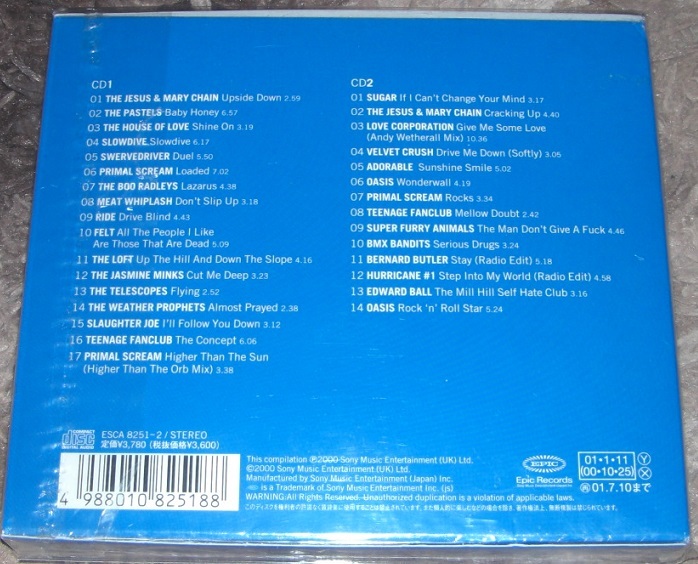 CD1
01 THE JESUS & MARY CHAIN Upside Down 2.59
02 THE PASTELS Baby Honey 6.57
03 THE HOUSE OF LOVE Shine On 3.19
04 SLOWDIVE Slowdive 6.17
05 SWERVEDRIVER Duel 5.50
06 PRIMAL SCREAM Loaded 7.02
07 THE BOO RADLEYS Lazarus 4.38
08 MEAT WHIPLASH Don't Slip Up 3.18
09 RIDE Drive Blind 4.43
10 FELT All The People I Like
Are Those That Are Dead 5.09
11 THE LOFT Up The Hill And Down The Slope 4.16
12 THE JASMINE MINKS Cut Me Deep 3.23
13 THE TELESCOPES Flying 2.52
14 THE WEATHER PROPHETS Almost Prayed 2.38
15 SLAUGHTER JOE I'll Follow You Down 3.12
16 TEENAGE FANCLUB The Concept 6.06
17 PRIMAL SCREAM Higher Than The Sun
(Higher Than The Orb Mix) 3.38
CD2
01 SUGAR If I Can't Change Your Mind 3.17
02 THE JESUS & MARY CHAIN Cracking Up 4.40
03 LOVE CORPORATION Give Me Some Love
(Andy Wetherall Mix) 10.36
04 VELVET CRUSH Drive Me Down (Softly) 3.05
05 ADORABLE Sunshine Smile 5.02
06 OASIS Wonderwall 4.19
07 PRIMAL SCREAM Rocks 3.34
08 TEENAGE FANCLUB Mellow Doubt 2.42
09 SUPER FURRY ANIMALS The Man Don't Give A Fuck 4.46
10 BMX BANDITS Serious Drugs 3.24
11 BERNARD BUTLER Stay (Radio Edit) 5.18
12 HURRICANE #1 Step Into My World (Radio Edit) 4.58
13 EDWARD BALL The Mill Hill Self Hate Club 3.16
14 OASIS Rock 'n' Roll Star 5.24
COMPACT
disc
DIGITAL AUDIO
ESCA 8251-2 / STEREO
定価¥3,780 (税抜価格¥3,600)
4 988010 825188
This compilation ℗2000 Sony Music Entertainment (UK) Ltd.
©2000 Sony Music Entertainment (UK) Ltd.
Manufactured by Sony Music Entertainment (Japan) Inc.
is a Trademark of Sony Music Entertainment Inc. (js)
WARNING: All Rights Reserved. Unauthorized duplication is a violation of applicable laws.
EPIC
Epic Records
01・1・11
(00・10・25)
Ⓨ
Ⓧ
㋐01.7.10まで